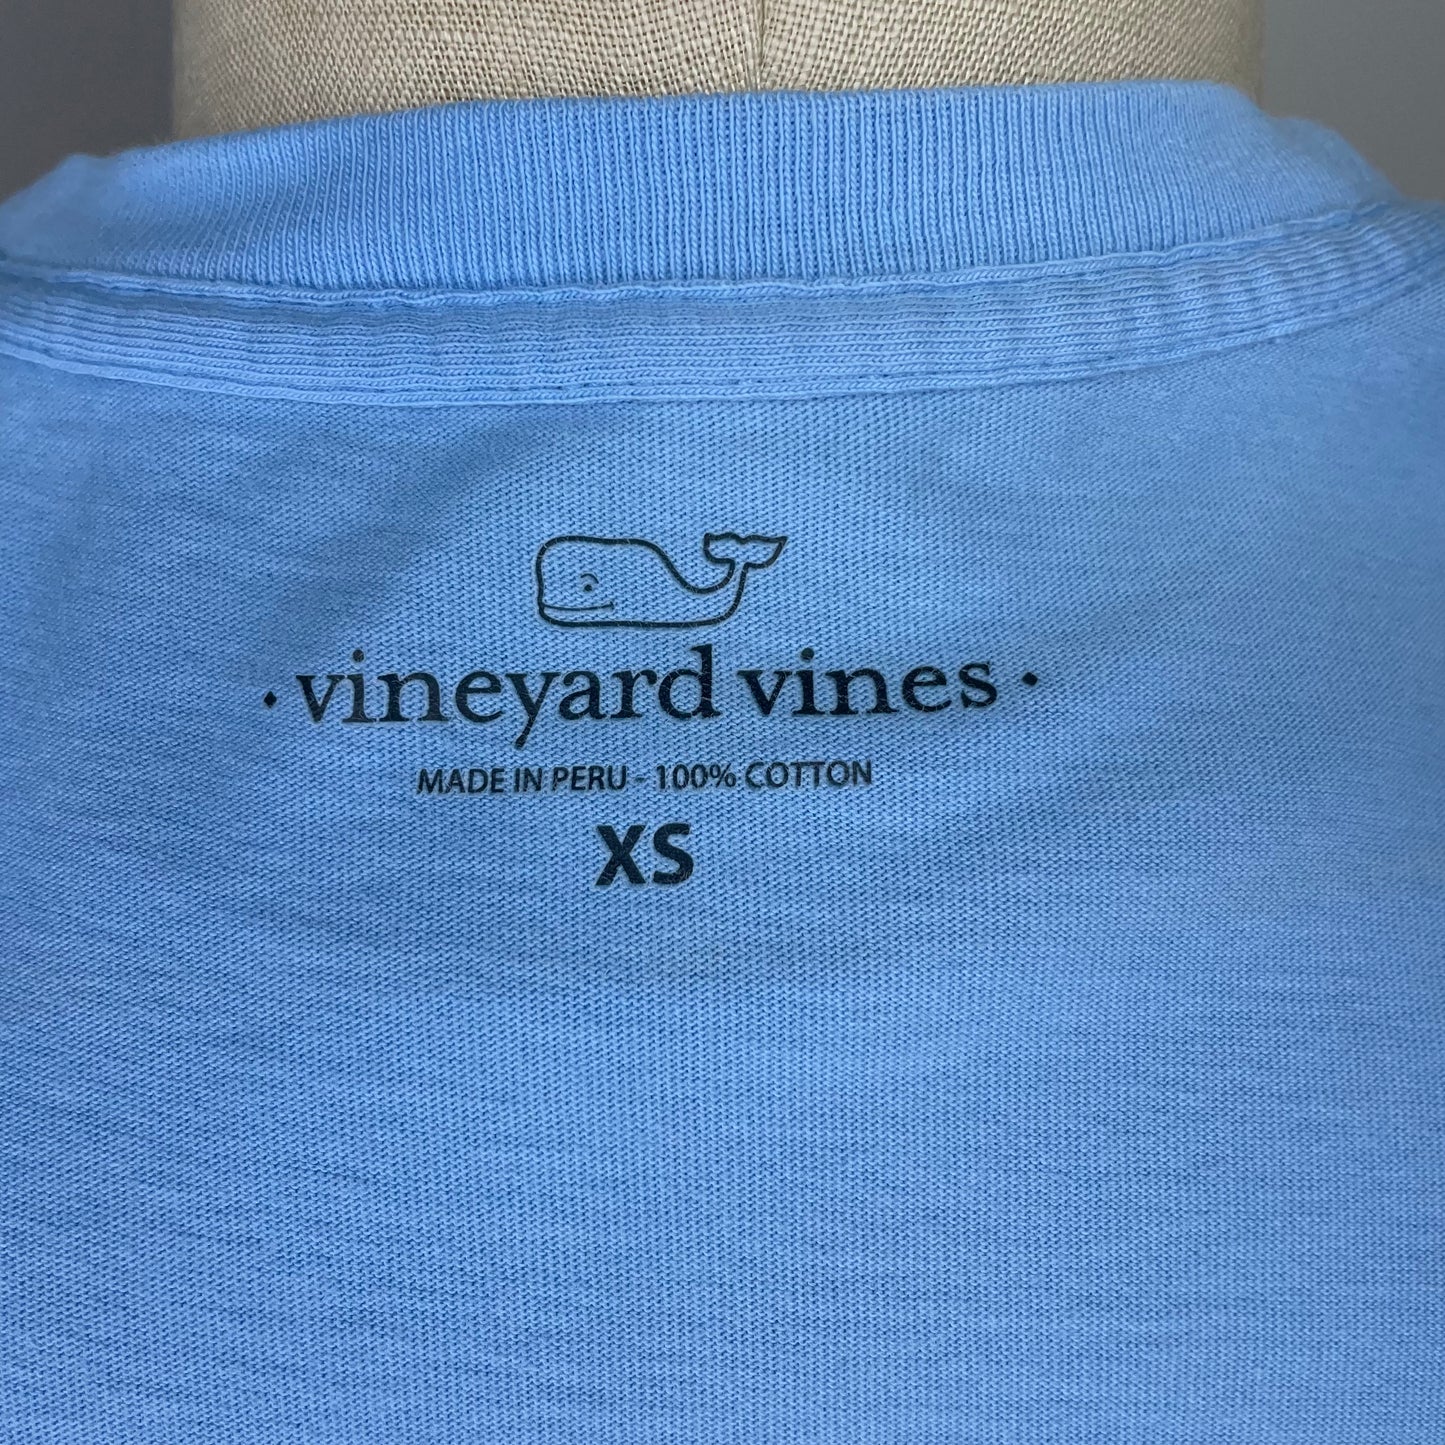 · vineyard vines ·
MADE IN PERU - 100% COTTON
XS